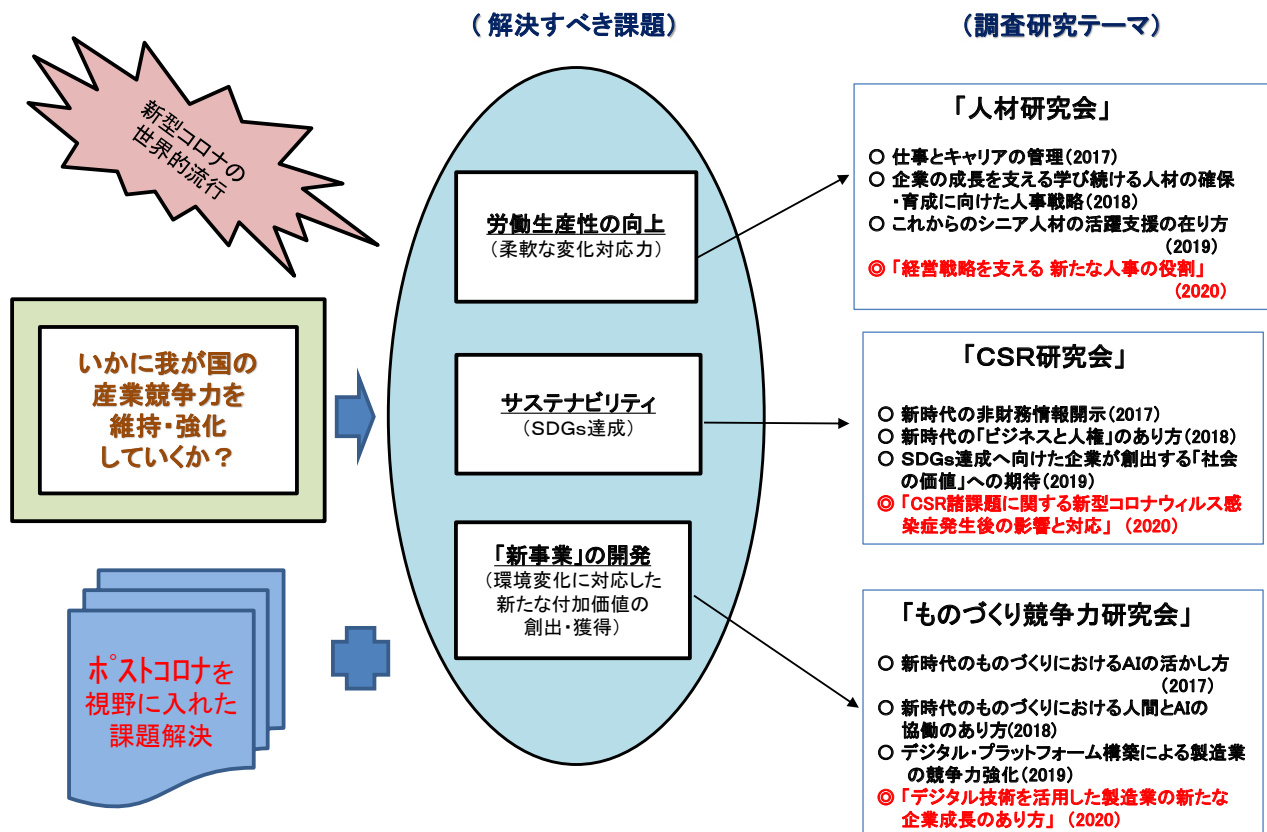 （解決すべき課題）
（調査研究テーマ）
新型コロナの
世界的流行
いかに我が国の
産業競争力を
維持・強化
していくか？
ポストコロナを
視野に入れた
課題解決
労働生産性の向上
（柔軟な変化対応力）
サステナビリティ
（SDGs達成）
「新事業」の開発
（環境変化に対応した
新たな付加価値の
創出・獲得）
「人材研究会」
○ 仕事とキャリアの管理（2017）
○ 企業の成長を支える学び続ける人材の確保
・育成に向けた人事戦略（2018）
○ これからのシニア人材の活躍支援の在り方
（2019）
◎ 「経営戦略を支える 新たな人事の役割」
（2020）
「CSR研究会」
○ 新時代の非財務情報開示（2017）
○ 新時代の「ビジネスと人権」のあり方（2018）
○ SDGs達成へ向けた企業が創出する「社会
の価値」への期待（2019）
◎ 「CSR諸課題に関する新型コロナウィルス感
染症発生後の影響と対応」 （2020）
「ものづくり競争力研究会」
○ 新時代のものづくりにおけるAIの活かし方
（2017）
○ 新時代のものづくりにおける人間とAIの
協働のあり方(2018)
○ デジタル・プラットフォーム構築による製造業
の競争力強化（2019）
◎ 「デジタル技術を活用した製造業の新たな
企業成長のあり方」 （2020）